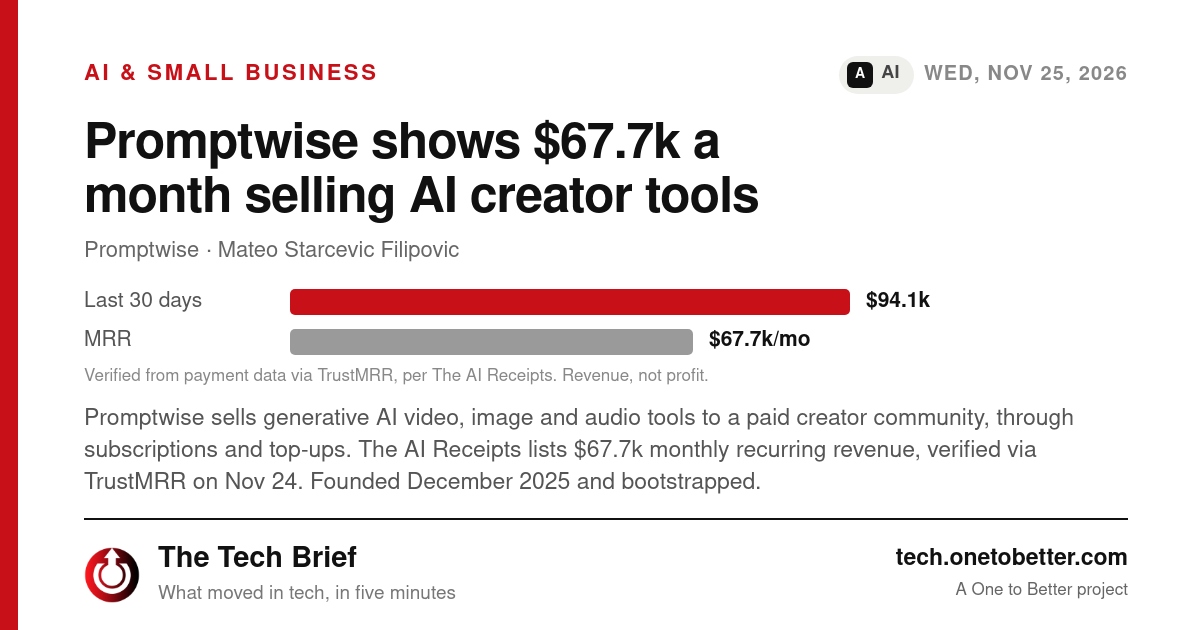 AI & SMALL BUSINESS
A AI WED, NOV 25, 2026
Promptwise shows $67.7k a
month selling AI creator tools
Promptwise · Mateo Starcevic Filipovic
Last 30 days $94.1k
MRR $67.7k/mo
Verified from payment data via TrustMRR, per The AI Receipts. Revenue, not profit.
Promptwise sells generative AI video, image and audio tools to a paid creator community, through
subscriptions and top-ups. The AI Receipts lists $67.7k monthly recurring revenue, verified via
TrustMRR on Nov 24. Founded December 2025 and bootstrapped.
The Tech Brief tech.onetobetter.com
What moved in tech, in five minutes A One to Better project